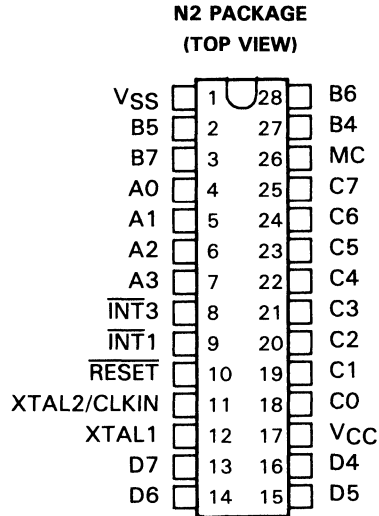 N2 PACKAGE
(TOP VIEW)
VSS 1 28 B6
B5 2 27 B4
B7 3 26 MC
A0 4 25 C7
A1 5 24 C6
A2 6 23 C5
A3 7 22 C4
INT3 8 21 C3
INT1 9 20 C2
RESET 10 19 C1
XTAL2/CLKIN 11 18 C0
XTAL1 12 17 VCC
D7 13 16 D4
D6 14 15 D5